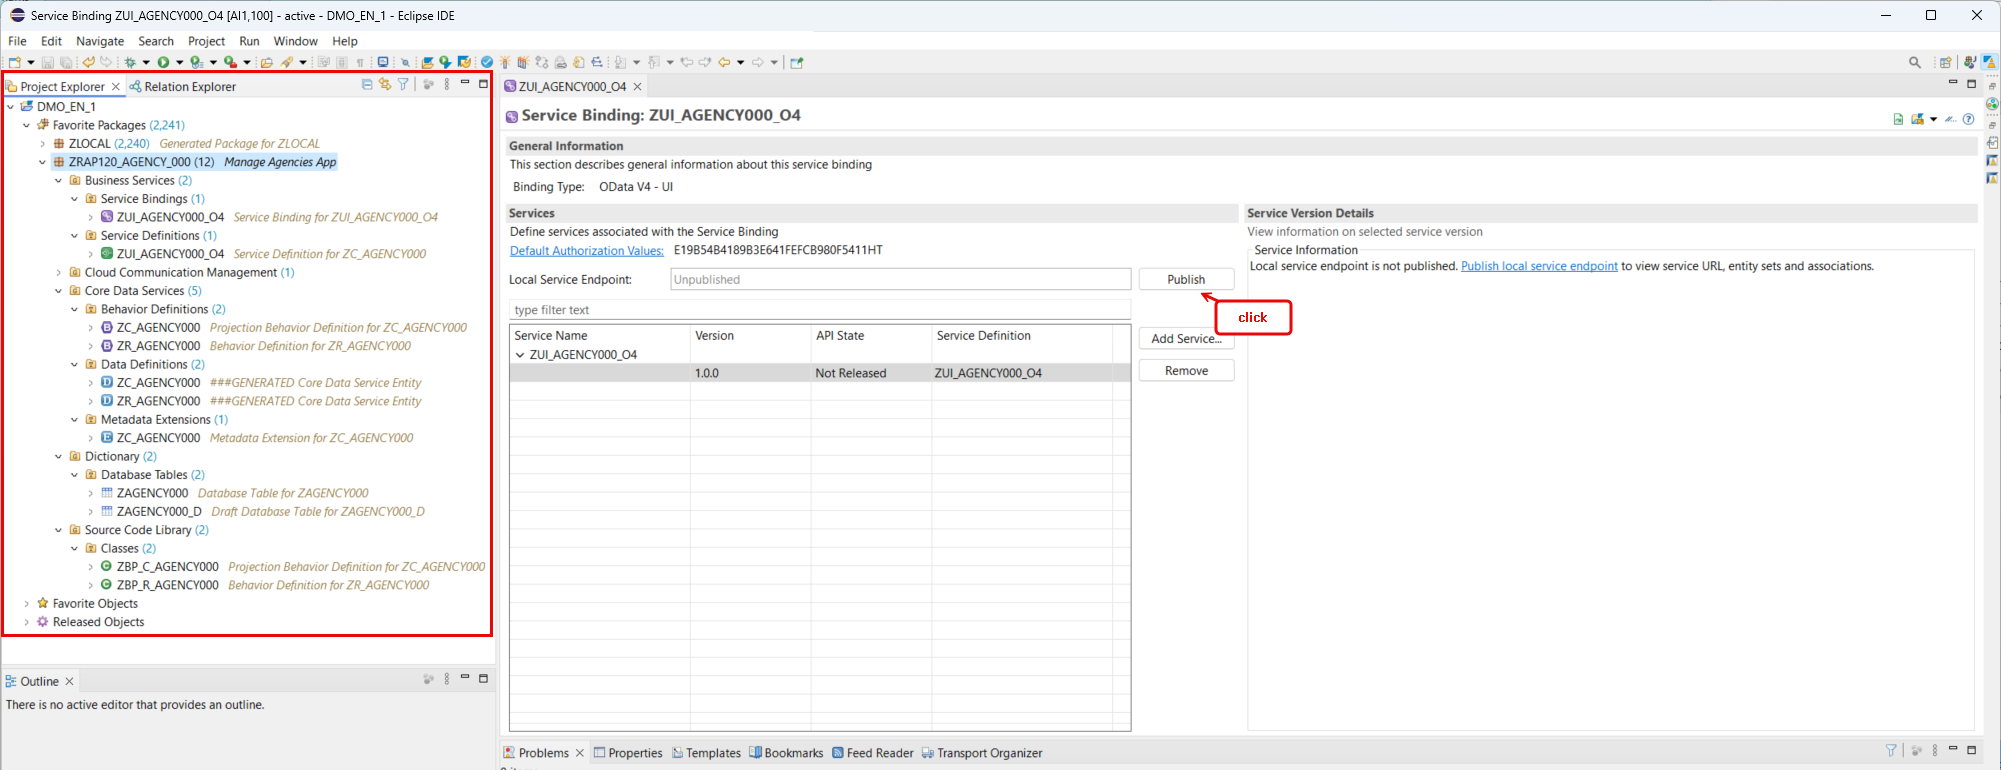 Service Binding ZUI_AGENCY000_O4 [AI1,100] - active - DMO_EN_1 - Eclipse IDE
File Edit Navigate Search Project Run Window Help
Project Explorer
Relation Explorer
DMO_EN_1
Favorite Packages (2,241)
ZLOCAL (2,240) Generated Package for ZLOCAL
ZRAP120_AGENCY_000 (12) Manage Agencies App
Business Services (2)
Service Bindings (1)
ZUI_AGENCY000_O4 Service Binding for ZUI_AGENCY000_O4
Service Definitions (1)
ZUI_AGENCY000_O4 Service Definition for ZC_AGENCY000
Cloud Communication Management (1)
Core Data Services (5)
Behavior Definitions (2)
ZC_AGENCY000 Projection Behavior Definition for ZC_AGENCY000
ZR_AGENCY000 Behavior Definition for ZR_AGENCY000
Data Definitions (2)
ZC_AGENCY000 ###GENERATED Core Data Service Entity
ZR_AGENCY000 ###GENERATED Core Data Service Entity
Metadata Extensions (1)
ZC_AGENCY000 Metadata Extension for ZC_AGENCY000
Dictionary (2)
Database Tables (2)
ZAGENCY000 Database Table for ZAGENCY000
ZAGENCY000_D Draft Database Table for ZAGENCY000_D
Source Code Library (2)
Classes (2)
ZBP_C_AGENCY000 Projection Behavior Definition for ZC_AGENCY000
ZBP_R_AGENCY000 Behavior Definition for ZR_AGENCY000
Favorite Objects
Released Objects
Outline
There is no active editor that provides an outline.
ZUI_AGENCY000_O4
Service Binding: ZUI_AGENCY000_O4
General Information
This section describes general information about this service binding
Binding Type: OData V4 - UI
Services
Define services associated with the Service Binding
Default Authorization Values: E19B54B4189B3E641FEFCB980F5411HT
Local Service Endpoint: Unpublished
Publish
click
type filter text
Service Name Version API State Service Definition
ZUI_AGENCY000_O4
1.0.0 Not Released ZUI_AGENCY000_O4
Add Service...
Remove
Service Version Details
View information on selected service version
Service Information
Local service endpoint is not published. Publish local service endpoint to view service URL, entity sets and associations.
Problems Properties Templates Bookmarks Feed Reader Transport Organizer